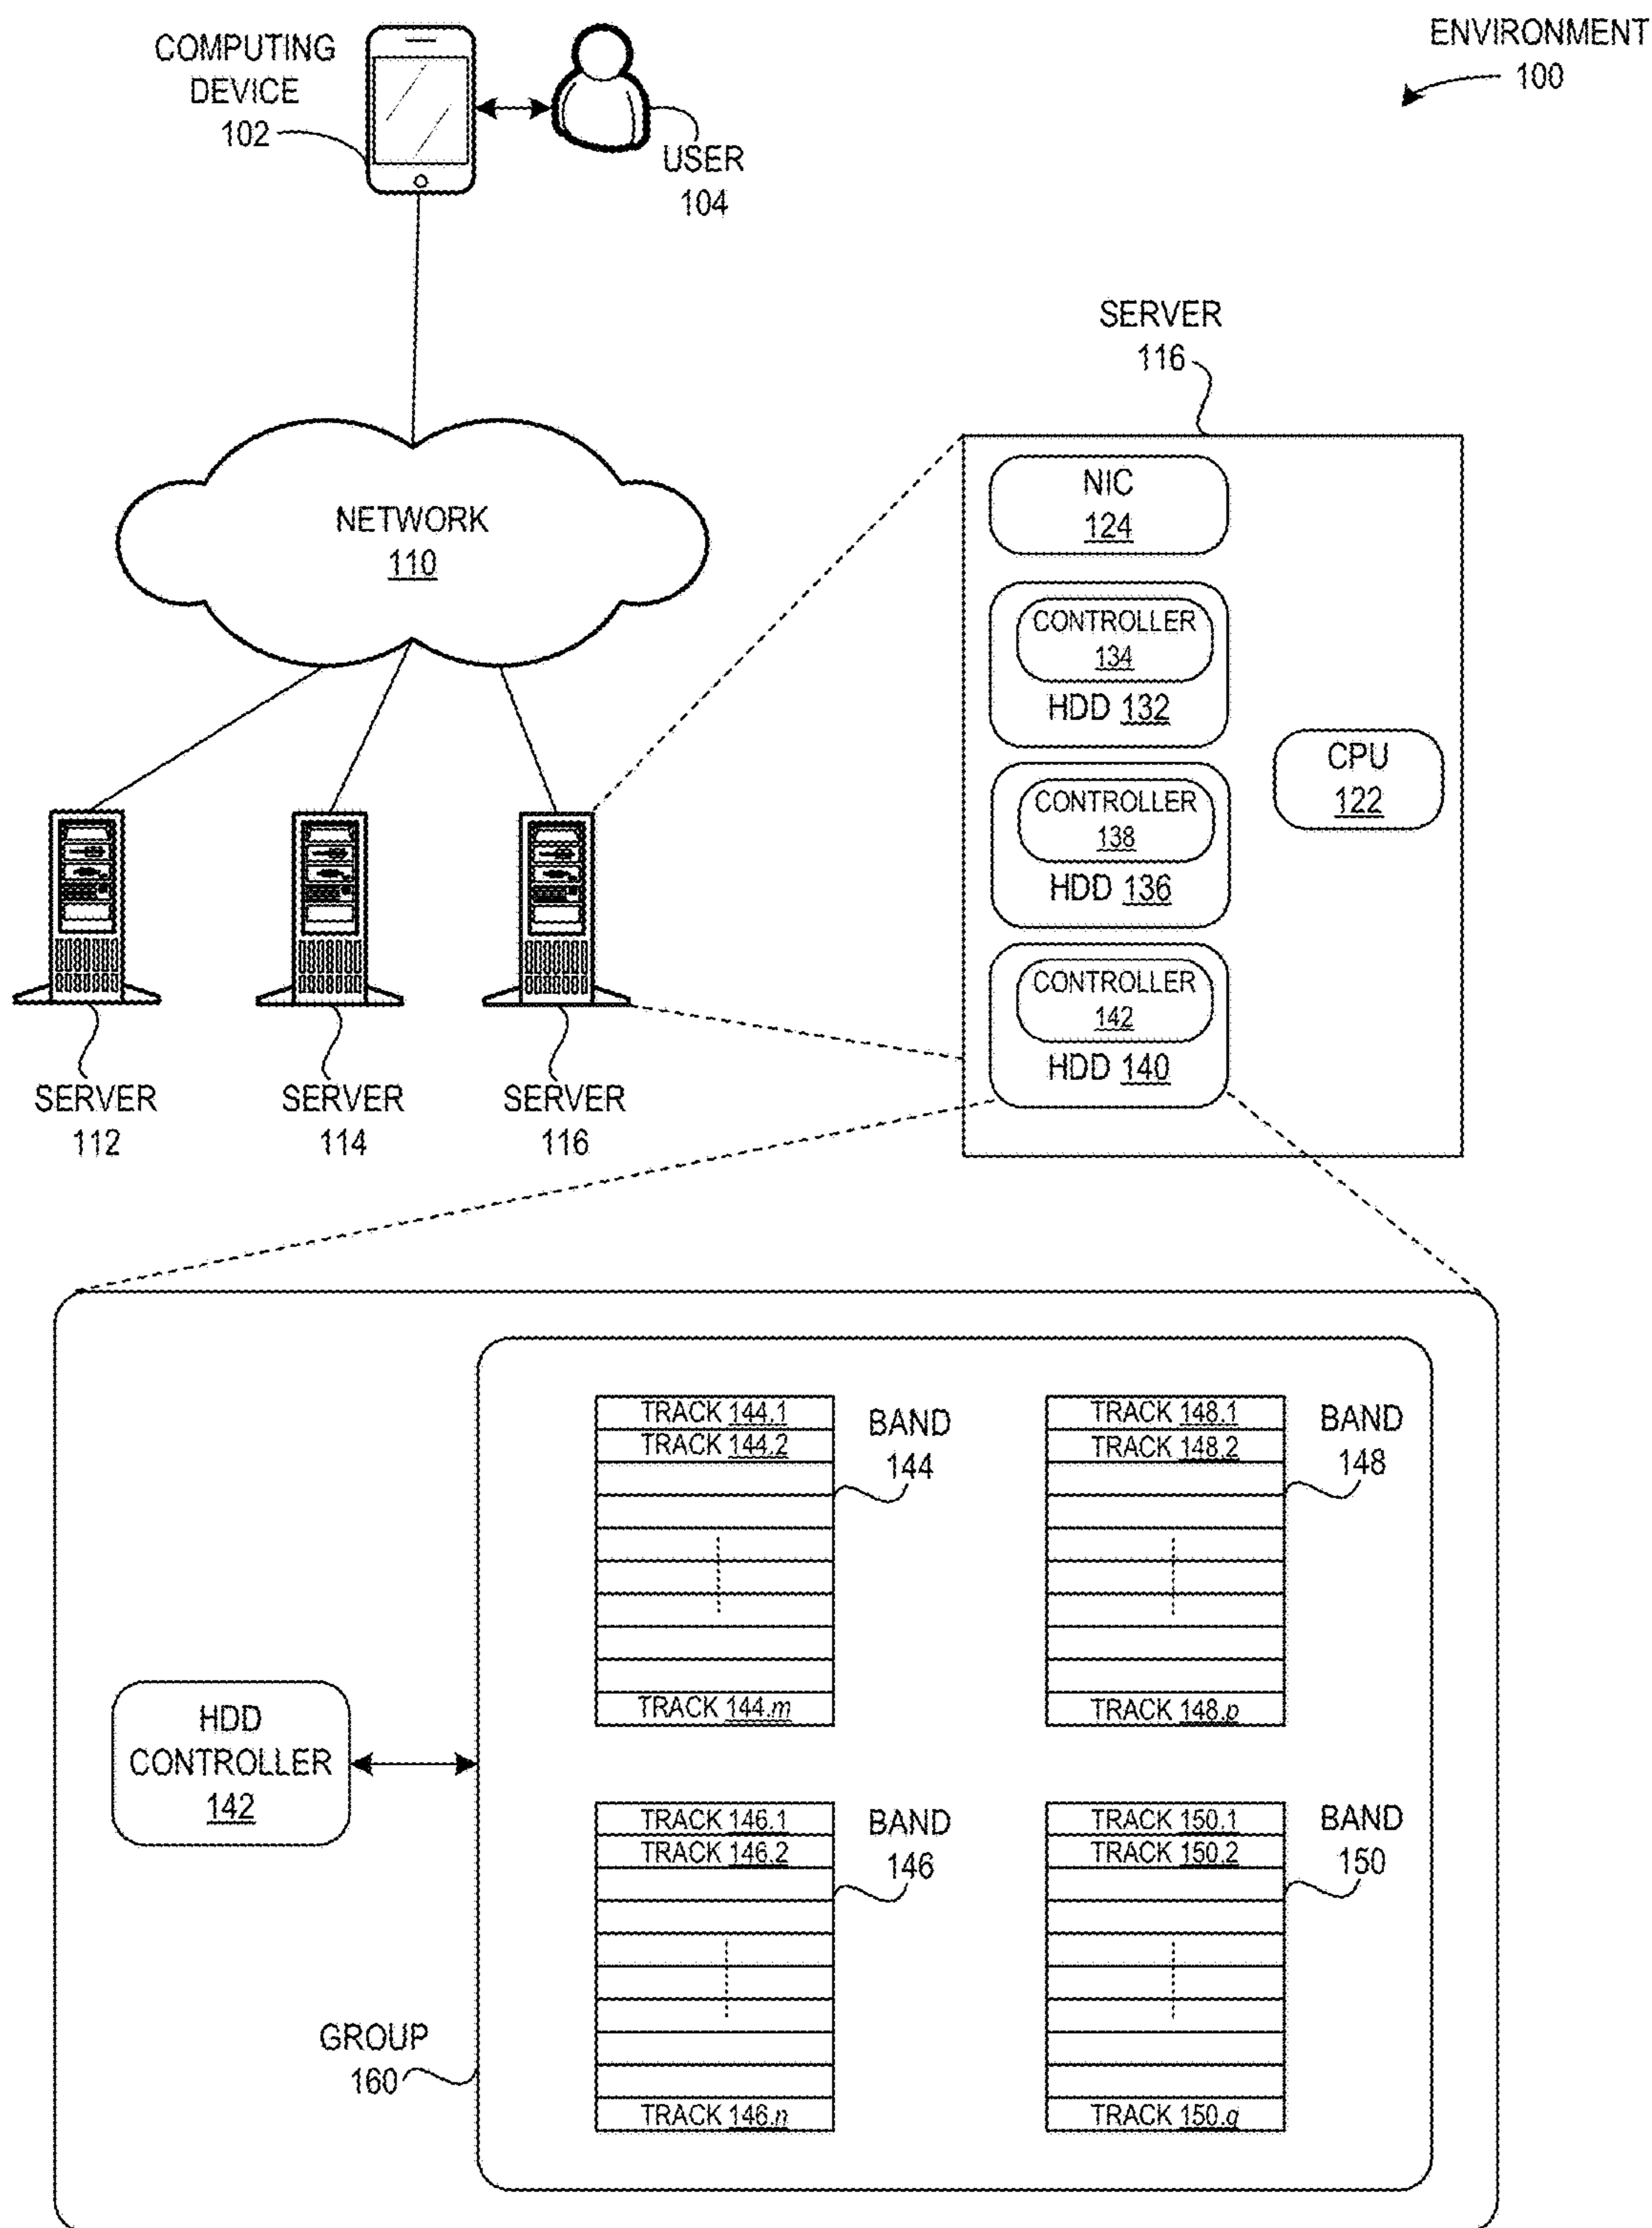 ENVIRONMENT
100
COMPUTING
DEVICE
102
USER
104
NETWORK
110
SERVER
112
SERVER
114
SERVER
116
SERVER
116
NIC
124
CONTROLLER
134
HDD 132
CONTROLLER
138
HDD 136
CONTROLLER
142
HDD 140
CPU
122
HDD
CONTROLLER
142
GROUP
160
TRACK 144.1
TRACK 144.2
TRACK 144.m
BAND
144
TRACK 148.1
TRACK 148.2
TRACK 148.p
BAND
148
TRACK 146.1
TRACK 146.2
TRACK 146.n
BAND
146
TRACK 150.1
TRACK 150.2
TRACK 150.q
BAND
150